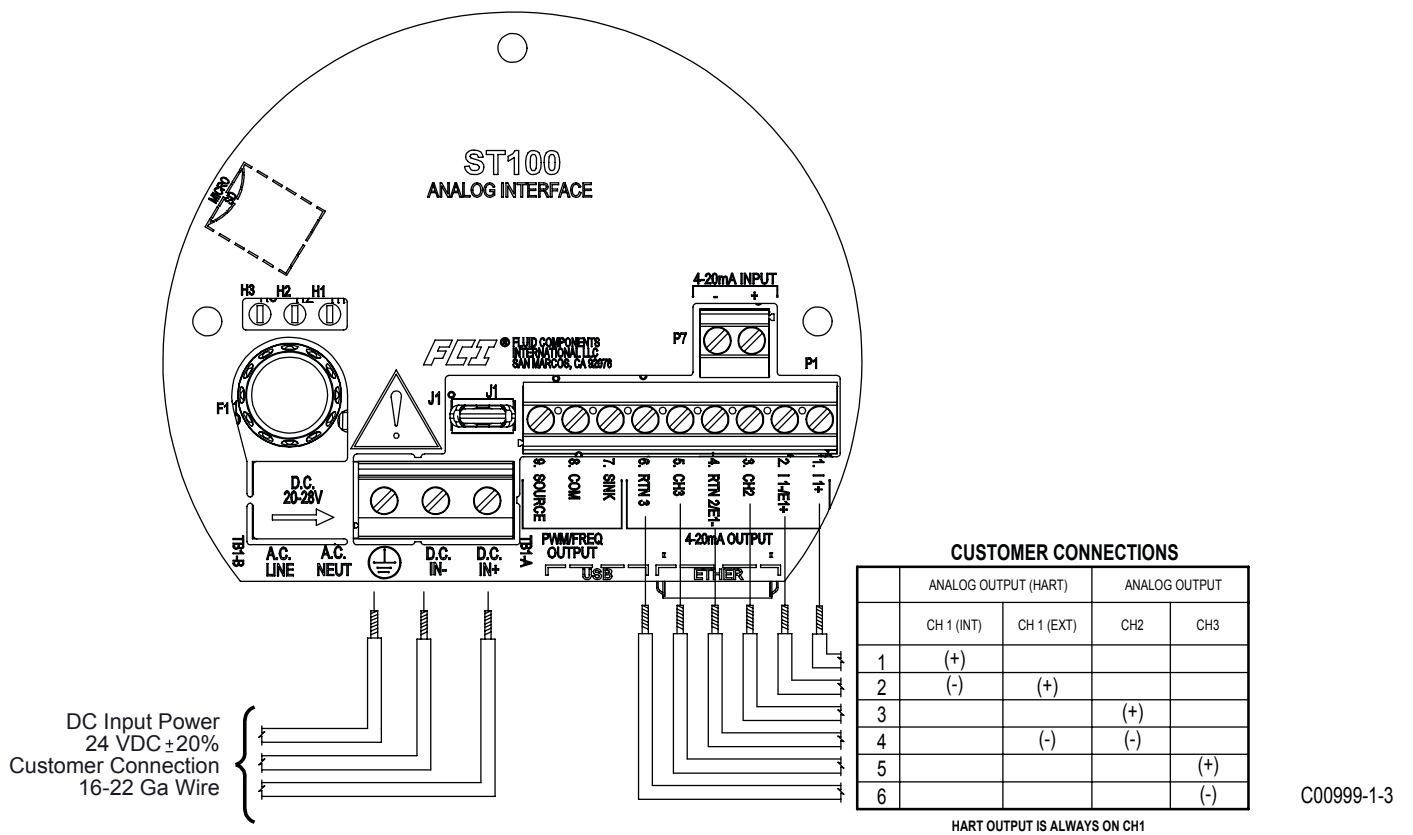 ST100
ANALOG INTERFACE
MICRO
SD
H3 H2 H1
4-20mA INPUT
- +
P7
P1
FCI ® FLUID COMPONENTS
INTERNATIONAL LLC
SAN MARCOS, CA 92078
F1
J1 J1
D.C.
20-28V
TB1-B
A.C.
LINE
A.C.
NEUT
D.C.
IN-
D.C.
IN+
TB1-A
9. SOURCE
8. COM
7. SINK
6. RTN 3
5. CH3
4. RTN 2/E1-
3. CH2
2. I 1-/E1+
1. I 1+
PWM/FREQ
OUTPUT
4-20mA OUTPUT
USB
ETHER
DC Input Power
24 VDC ±20%
Customer Connection
16-22 Ga Wire
CUSTOMER CONNECTIONS
ANALOG OUTPUT (HART) ANALOG OUTPUT
CH 1 (INT) CH 1 (EXT) CH2 CH3
1 (+)
2 (-) (+)
3 (+)
4 (-) (-)
5 (+)
6 (-)
HART OUTPUT IS ALWAYS ON CH1
C00999-1-3